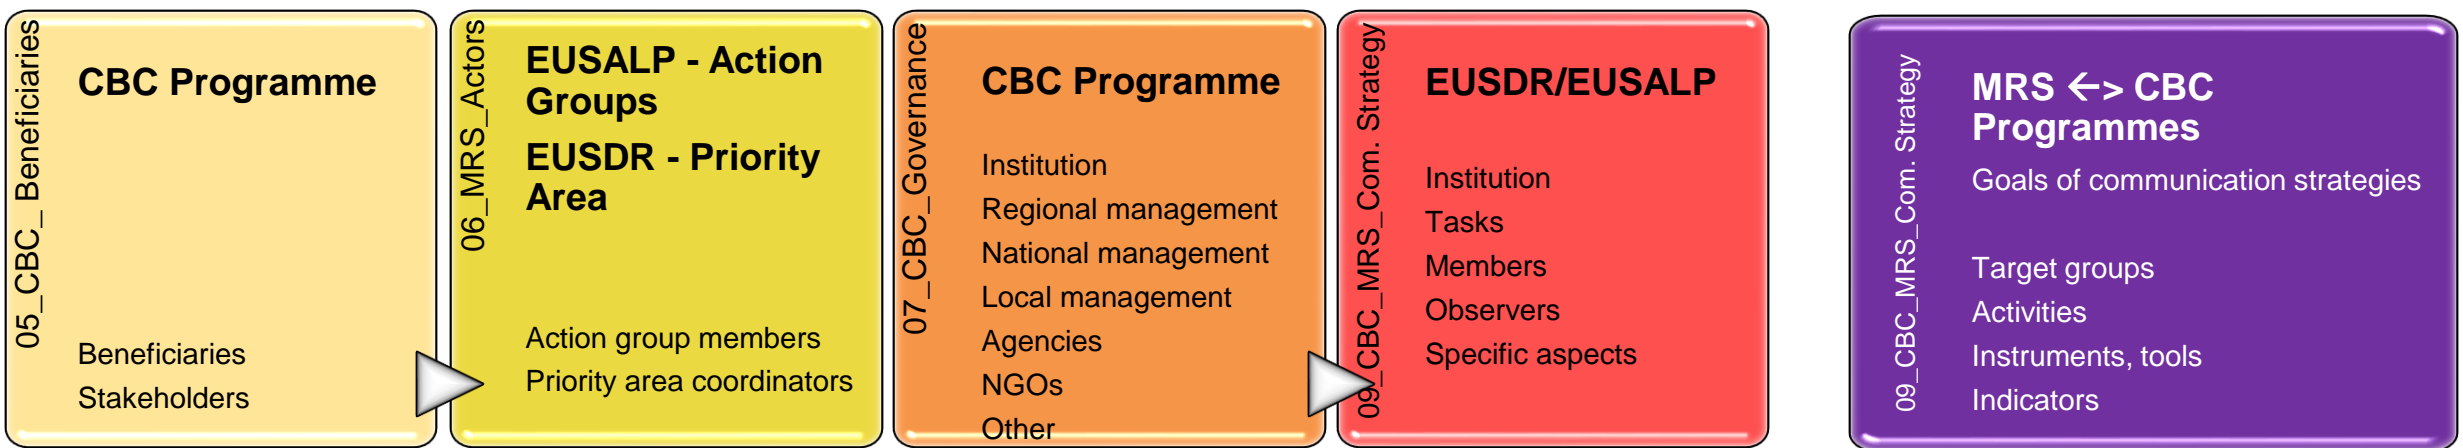 05_CBC_Beneficiaries
CBC Programme
Beneficiaries
Stakeholders
06_MRS_Actors
EUSALP - Action
Groups
EUSDR - Priority
Area
Action group members
Priority area coordinators
07_CBC_Governance
CBC Programme
Institution
Regional management
National management
Local management
Agencies
NGOs
Other
09_CBC_MRS_Com. Strategy
EUSDR/EUSALP
Institution
Tasks
Members
Observers
Specific aspects
09_CBC_MRS_Com. Strategy
MRS ←> CBC
Programmes
Goals of communication strategies
Target groups
Activities
Instruments, tools
Indicators